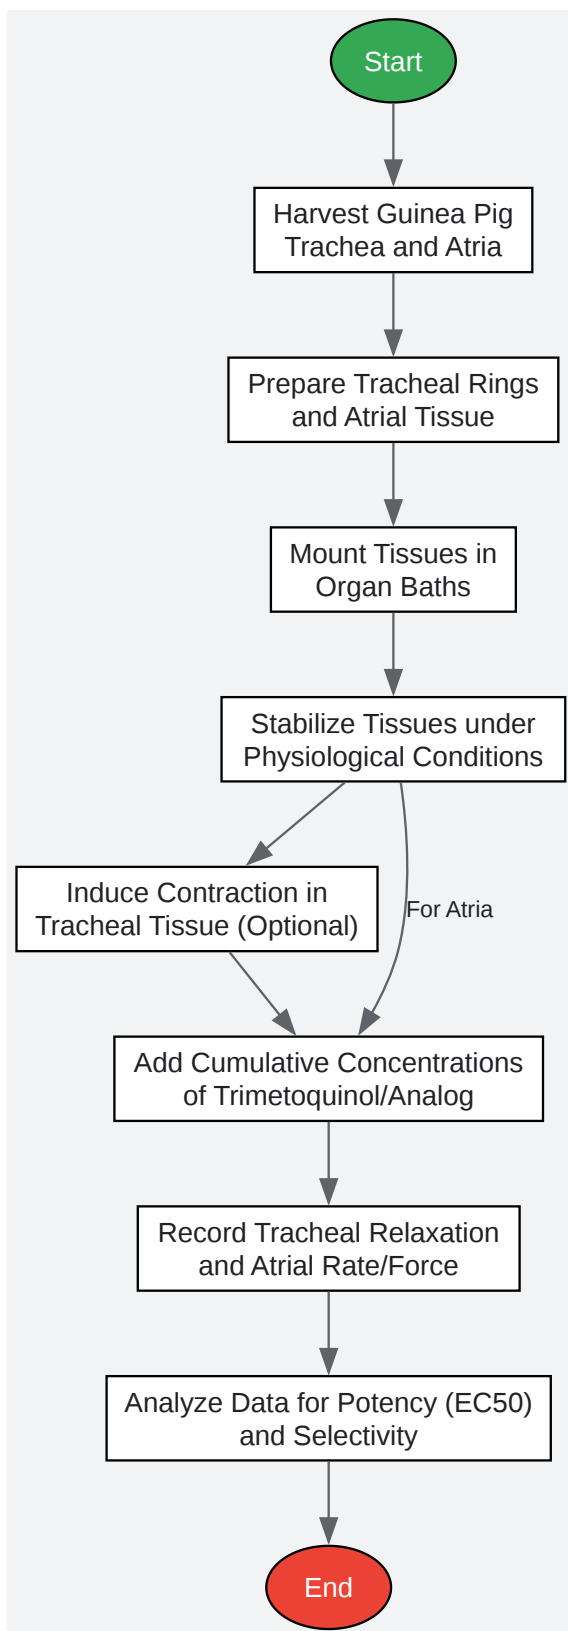 Start
Harvest Guinea Pig
Trachea and Atria
Prepare Tracheal Rings
and Atrial Tissue
Mount Tissues in
Organ Baths
Stabilize Tissues under
Physiological Conditions
Induce Contraction in
Tracheal Tissue (Optional)
For Atria
Add Cumulative Concentrations
of Trimetoquinol/Analog
Record Tracheal Relaxation
and Atrial Rate/Force
Analyze Data for Potency (EC50)
and Selectivity
End